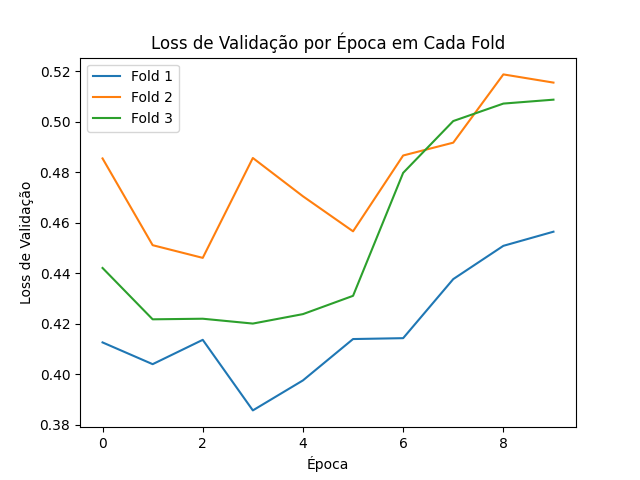 Loss de Validação por Época em Cada Fold
Fold 1
Fold 2
Fold 3
0.52
0.50
0.48
0.46
0.44
0.42
0.40
0.38
Loss de Validação
0 2 4 6 8
Época